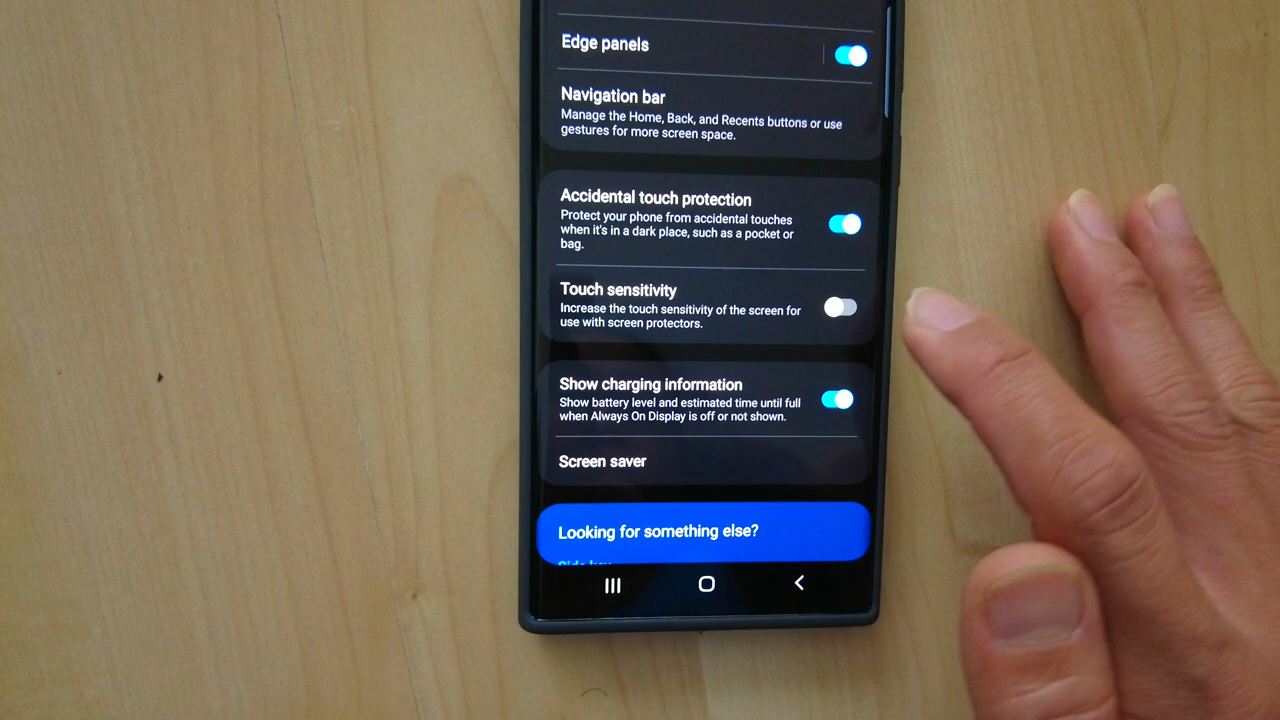 Edge panels
Navigation bar
Manage the Home, Back, and Recents buttons or use
gestures for more screen space.
Accidental touch protection
Protect your phone from accidental touches
when it's in a dark place, such as a pocket or
bag.
Touch sensitivity
Increase the touch sensitivity of the screen for
use with screen protectors.
Show charging information
Show battery level and estimated time until full
when Always On Display is off or not shown.
Screen saver
Looking for something else?
Side key